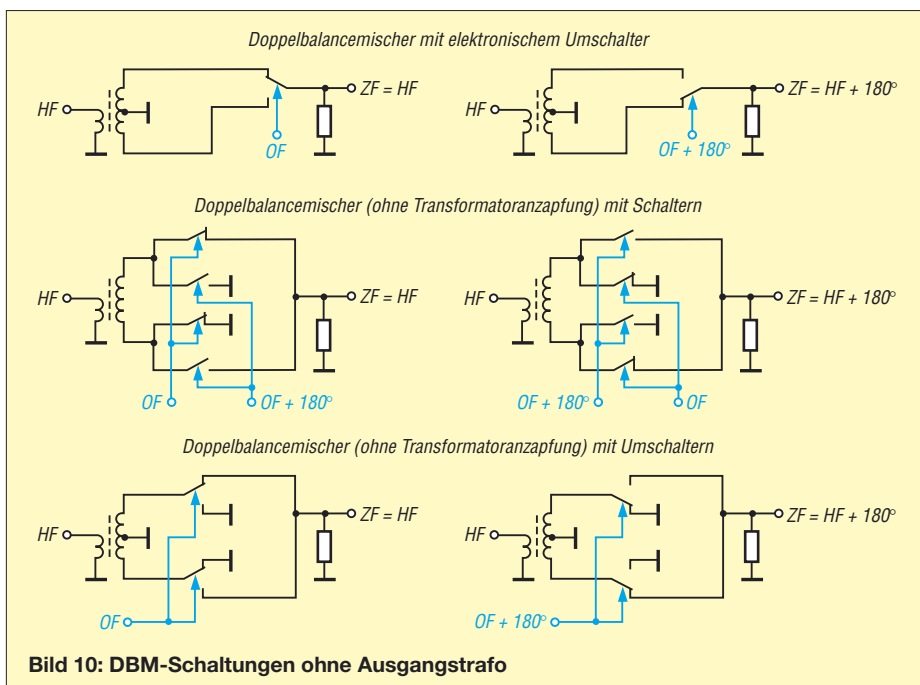 Doppelbalancemischer mit elektronischem Umschalter
HF
OF
ZF = HF
HF
OF + 180°
ZF = HF + 180°
Doppelbalancemischer (ohne Transformatoranzapfung) mit Schaltern
HF
ZF = HF
OF
OF + 180°
HF
ZF = HF + 180°
OF + 180°
OF
Doppelbalancemischer (ohne Transformatoranzapfung) mit Umschaltern
HF
ZF = HF
OF
HF
ZF = HF + 180°
OF + 180°
Bild 10: DBM-Schaltungen ohne Ausgangstrafo